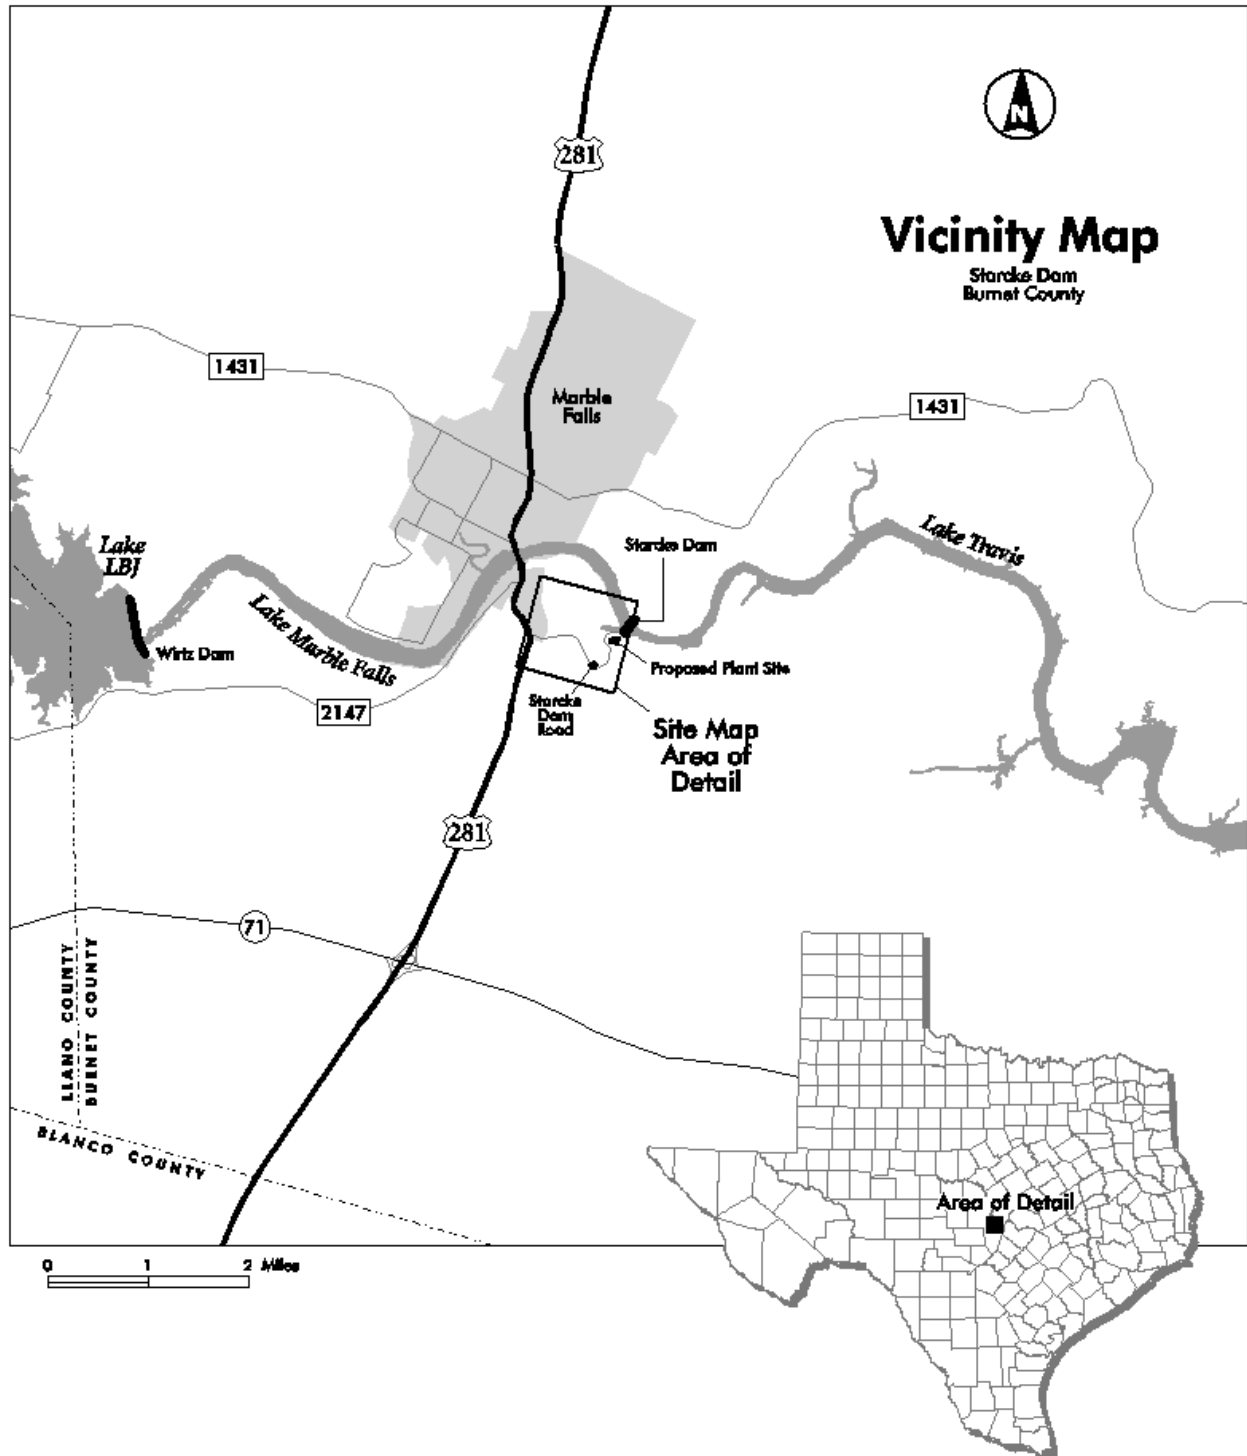 N
281
Vicinity Map
Starcke Dam
Burnet County
1431
Marble
Falls
1431
Lake Travis
Starcke Dam
Lake
LBJ
Lake Marble Falls
Wirtz Dam
Proposed Plant Site
Starcke
Dam
Road
2147
Site Map
Area of
Detail
281
71
LLANO COUNTY
BURNET COUNTY
BLANCO COUNTY
Area of Detail
0 1 2 Miles